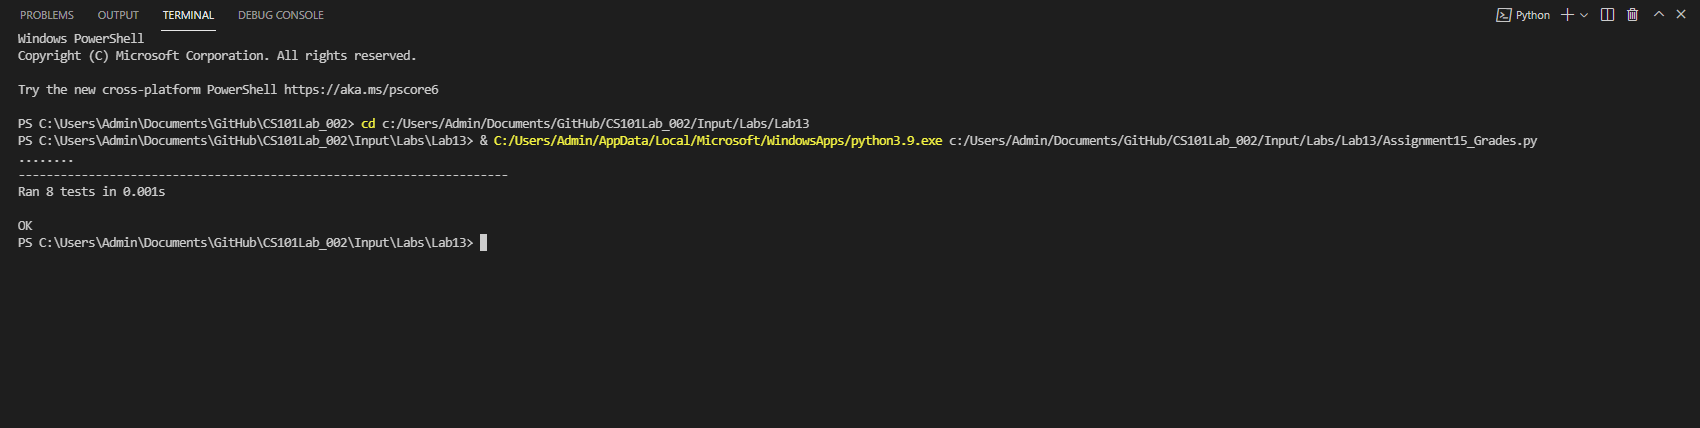 PROBLEMS OUTPUT TERMINAL DEBUG CONSOLE Python
Windows PowerShell
Copyright (C) Microsoft Corporation. All rights reserved.
Try the new cross-platform PowerShell https://aka.ms/pscore6
PS C:\Users\Admin\Documents\GitHub\CS101Lab_002> cd c:/Users/Admin/Documents/GitHub/CS101Lab_002/Input/Labs/Lab13
PS C:\Users\Admin\Documents\GitHub\CS101Lab_002\Input\Labs\Lab13> & C:/Users/Admin/AppData/Local/Microsoft/WindowsApps/python3.9.exe c:/Users/Admin/Documents/GitHub/CS101Lab_002/Input/Labs/Lab13/Assignment15_Grades.py
........
----------------------------------------------------------------------
Ran 8 tests in 0.001s
OK
PS C:\Users\Admin\Documents\GitHub\CS101Lab_002\Input\Labs\Lab13>